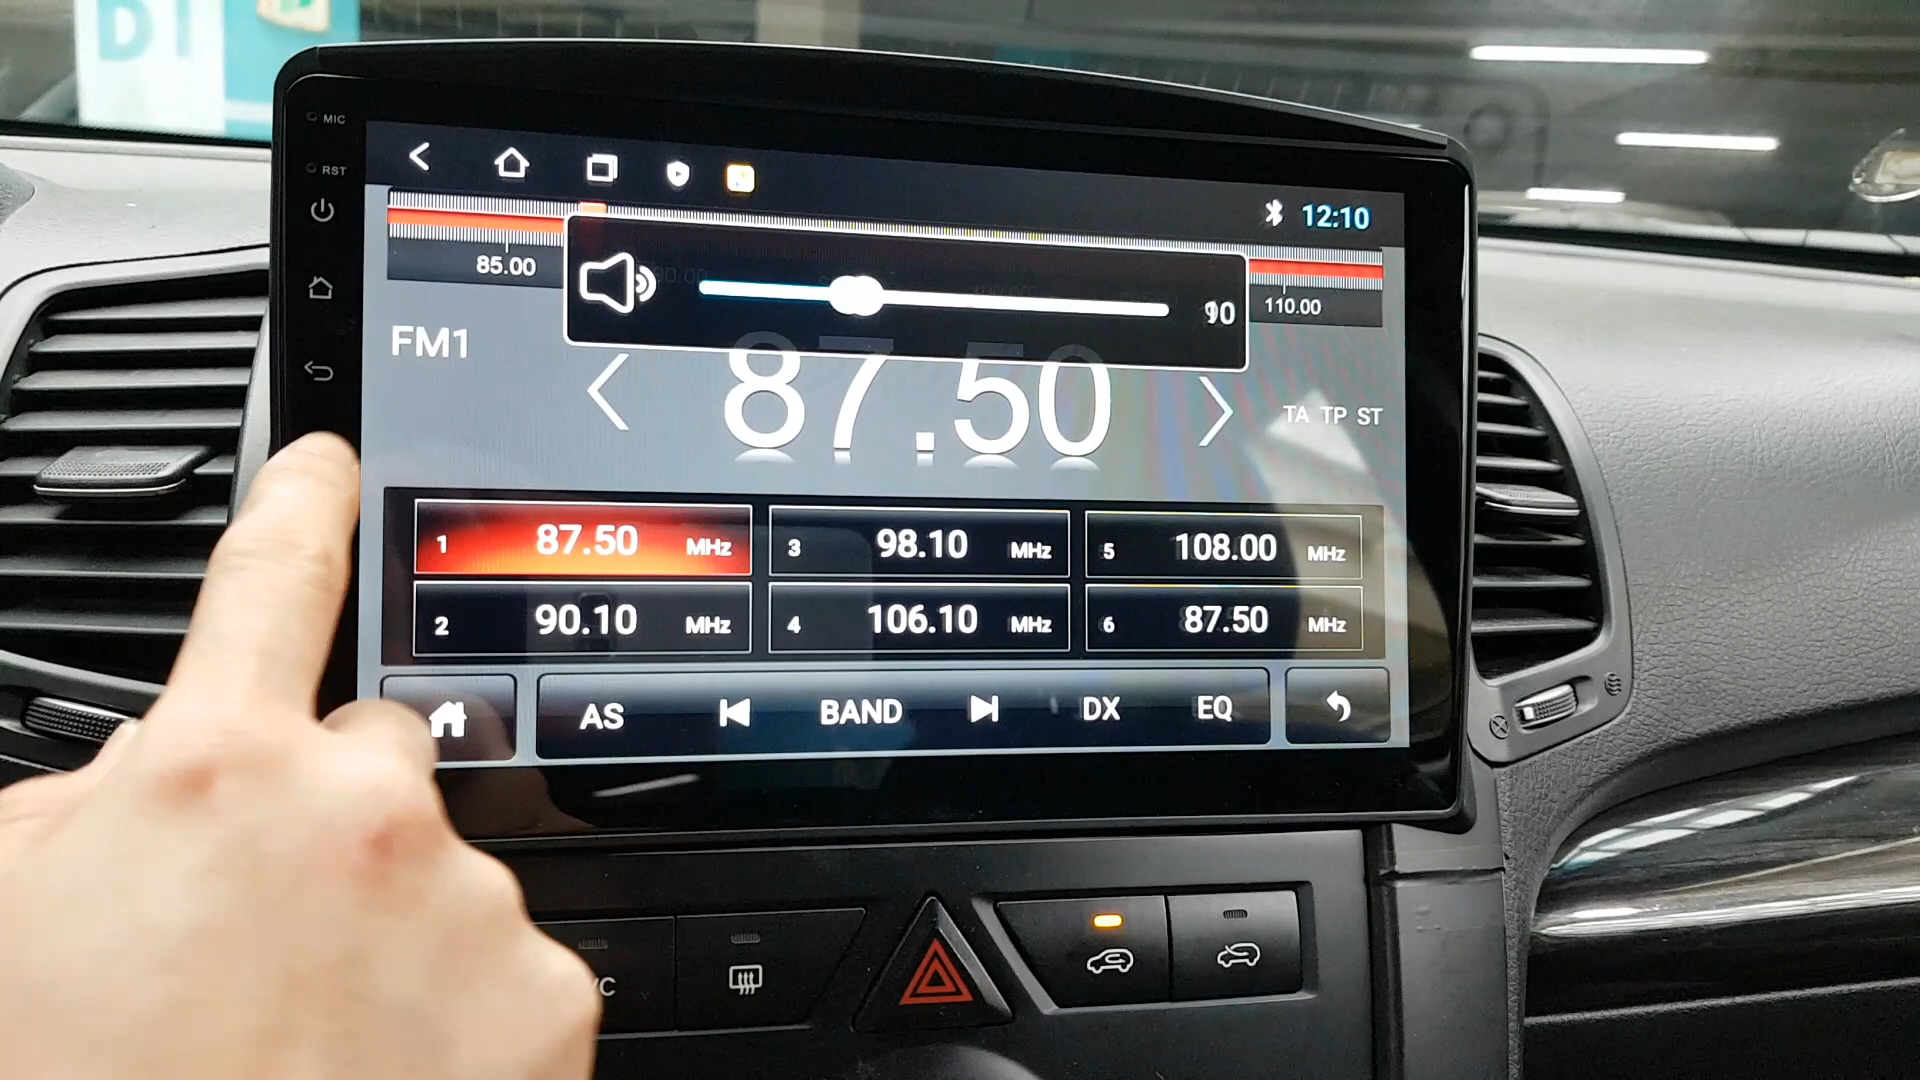 MIC
RST
12:10
85.00
110.00
FM1
87.50
TA TP ST
1 87.50 MHz
3 98.10 MHz
5 108.00 MHz
2 90.10 MHz
4 106.10 MHz
6 87.50 MHz
AS
BAND
DX
EQ